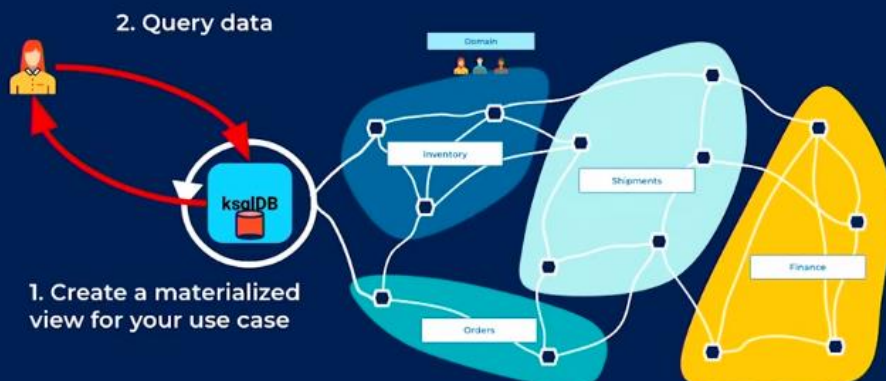 2. Query data
Domain
Inventory
Shipments
ksqlDB
1. Create a materialized
view for your use case
Finance
Orders